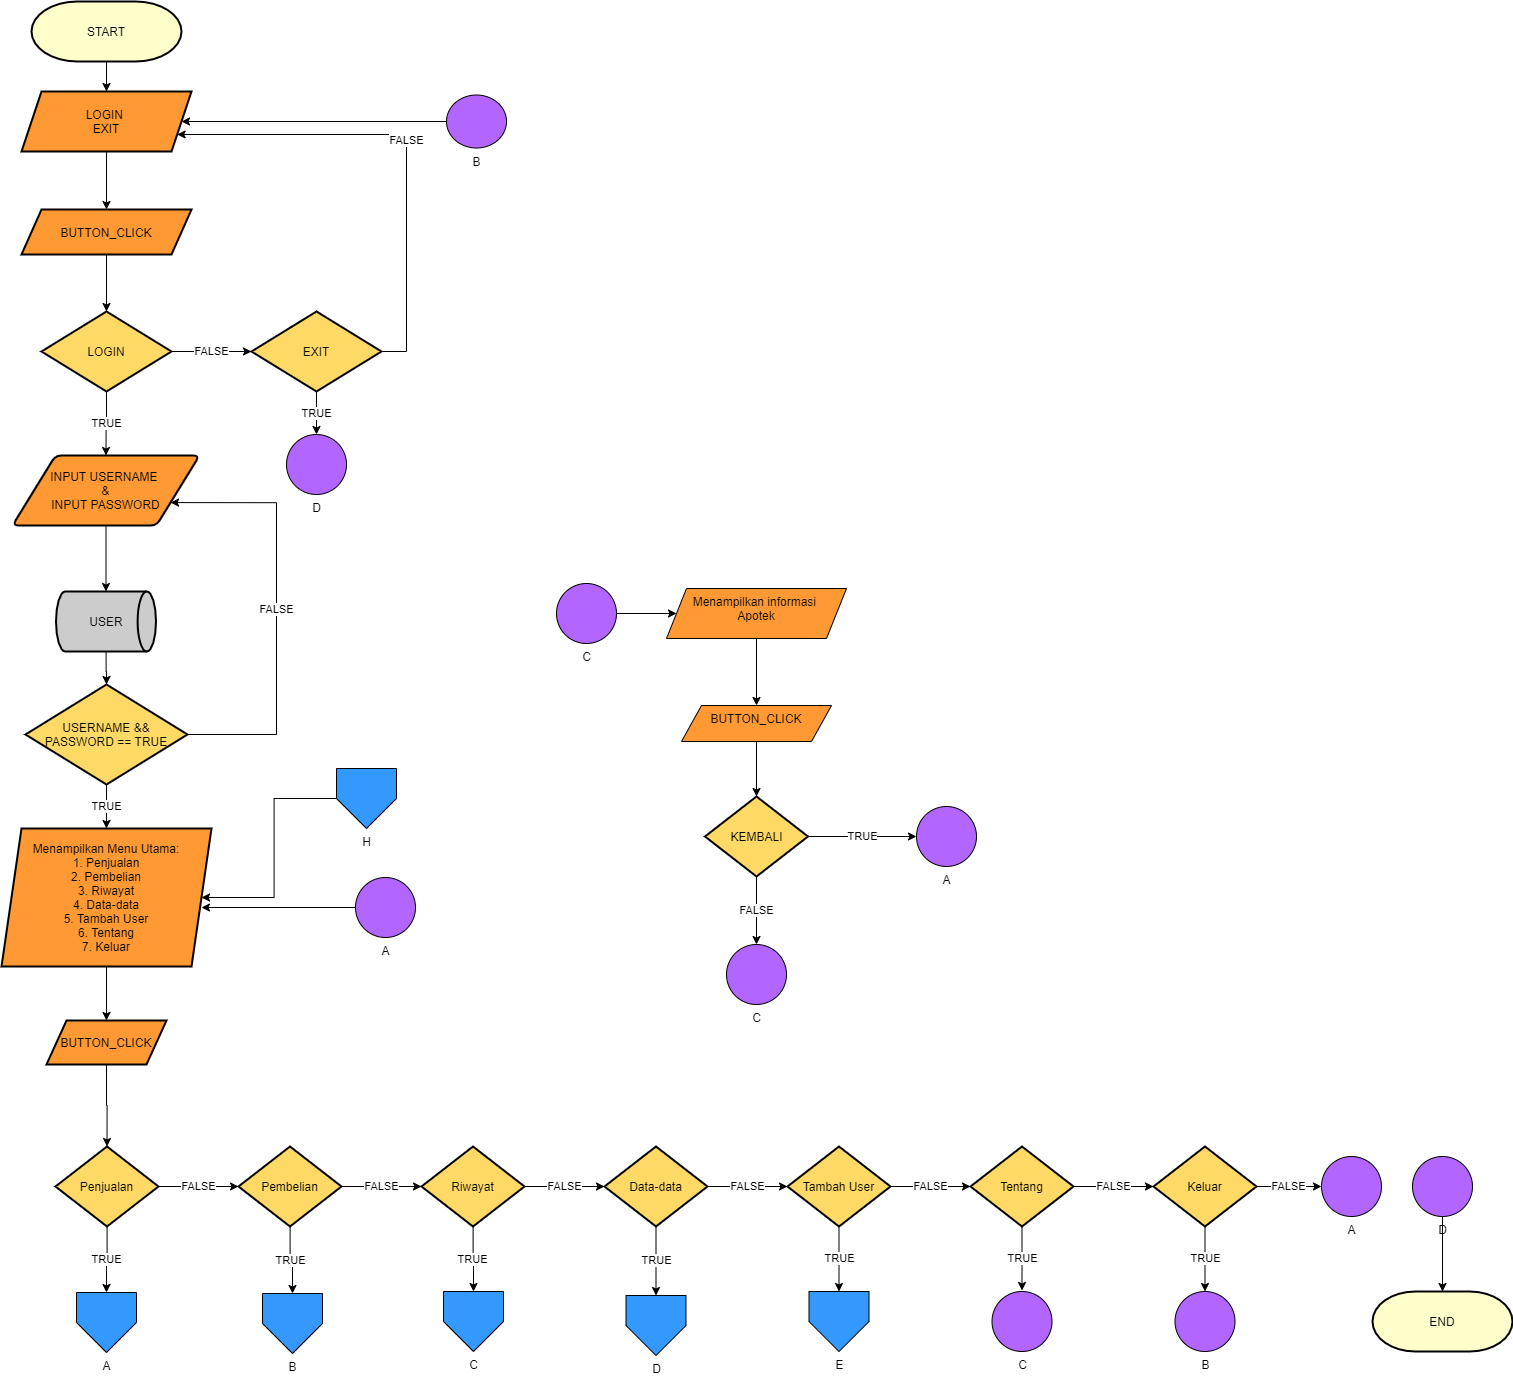 START
LOGIN
EXIT
B
FALSE
BUTTON_CLICK
LOGIN
FALSE
EXIT
TRUE
TRUE
D
INPUT USERNAME
&
INPUT PASSWORD
FALSE
USER
USERNAME &&
PASSWORD == TRUE
TRUE
H
Menampilkan Menu Utama:
1. Penjualan
2. Pembelian
3. Riwayat
4. Data-data
5. Tambah User
6. Tentang
7. Keluar
A
BUTTON_CLICK
C
Menampilkan informasi
Apotek
BUTTON_CLICK
KEMBALI
TRUE
A
FALSE
C
Penjualan
FALSE
Pembelian
FALSE
Riwayat
FALSE
Data-data
FALSE
Tambah User
FALSE
Tentang
FALSE
Keluar
FALSE
A
D
TRUE
TRUE
TRUE
TRUE
TRUE
TRUE
TRUE
A
B
C
D
E
C
B
END